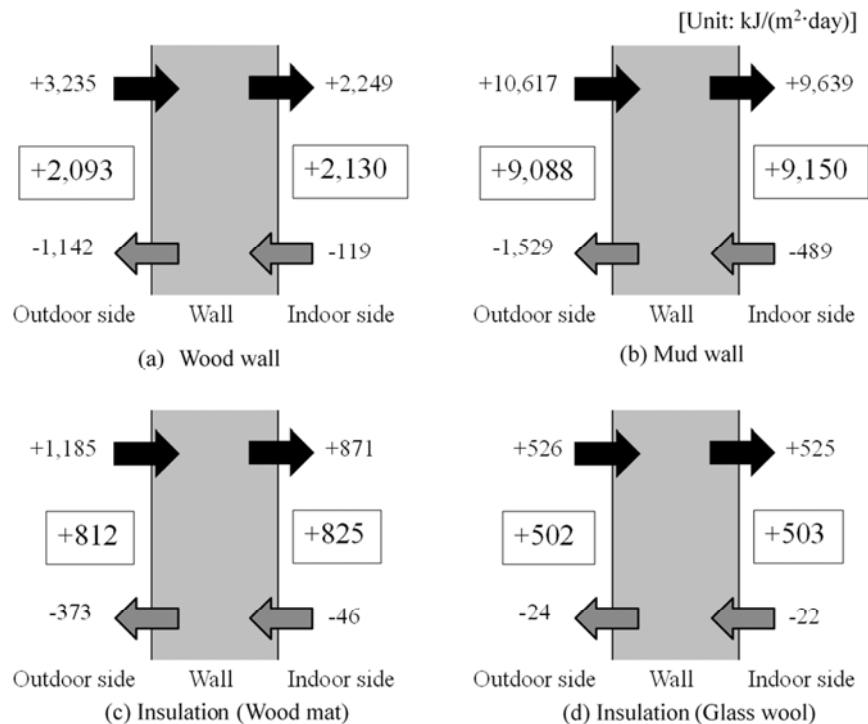 [Unit: kJ/(m²·day)]
+3,235 +2,249
+2,093 +2,130
-1,142 -119
Outdoor side Wall Indoor side
(a) Wood wall
+10,617 +9,639
+9,088 +9,150
-1,529 -489
Outdoor side Wall Indoor side
(b) Mud wall
+1,185 +871
+812 +825
-373 -46
Outdoor side Wall Indoor side
(c) Insulation (Wood mat)
+526 +525
+502 +503
-24 -22
Outdoor side Wall Indoor side
(d) Insulation (Glass wool)